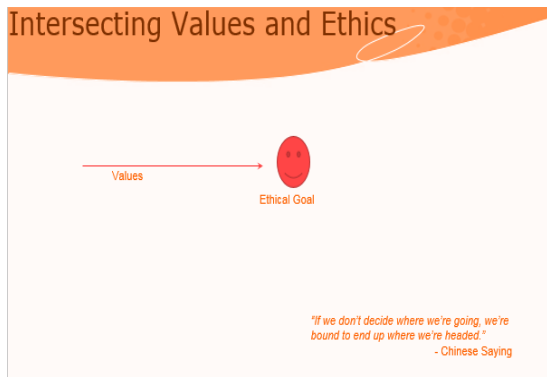 Intersecting Values and Ethics
Values
Ethical Goal
"If we don't decide where we're going, we're
bound to end up where we're headed."
- Chinese Saying